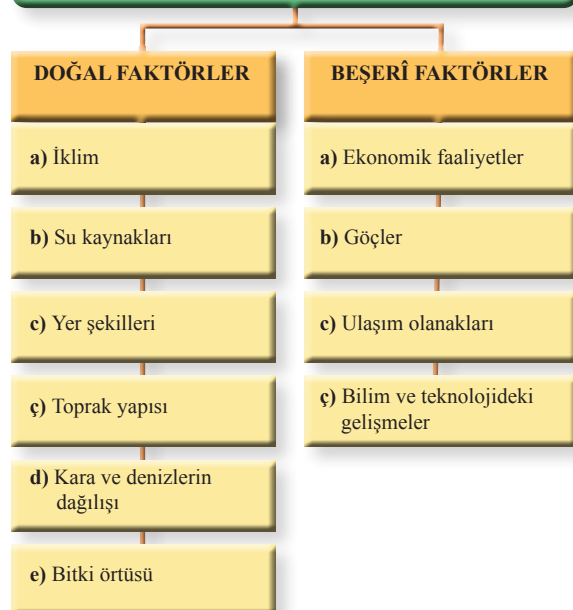 DOĞAL FAKTÖRLER
a) İklim
b) Su kaynakları
c) Yer şekilleri
ç) Toprak yapısı
d) Kara ve denizlerin
dağılışı
e) Bitki örtüsü
BEŞERÎ FAKTÖRLER
a) Ekonomik faaliyetler
b) Göçler
c) Ulaşım olanakları
ç) Bilim ve teknolojideki
gelişmeler